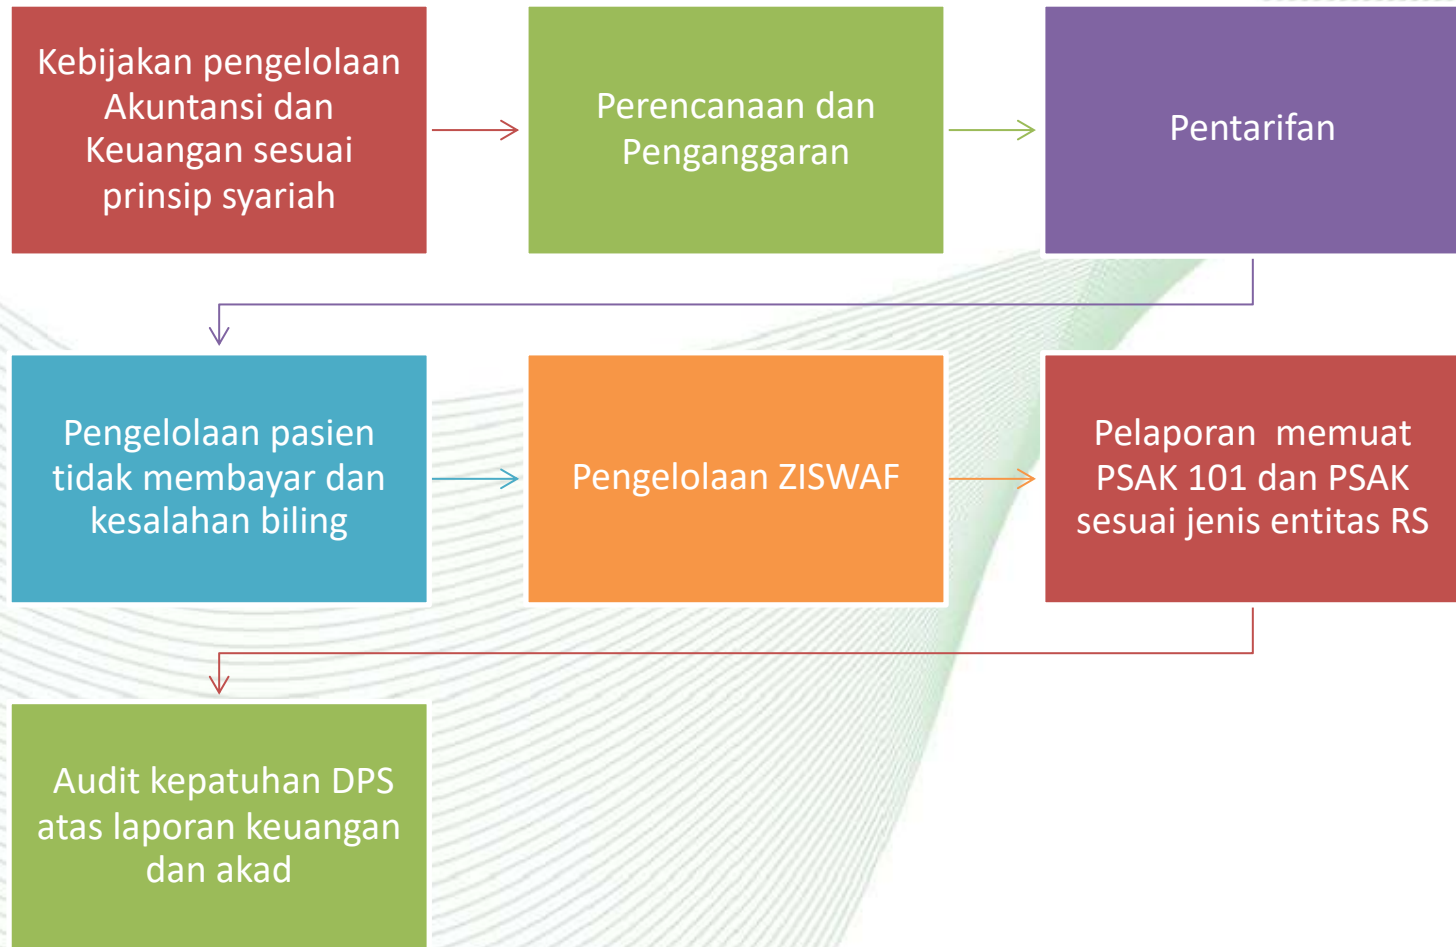 Kebijakan pengelolaan
Akuntansi dan
Keuangan sesuai
prinsip syariah
Perencanaan dan
Penganggaran
Pentarifan
Pengelolaan pasien
tidak membayar dan
kesalahan biling
Pengelolaan ZISWAF
Pelaporan memuat
PSAK 101 dan PSAK
sesuai jenis entitas RS
Audit kepatuhan DPS
atas laporan keuangan
dan akad